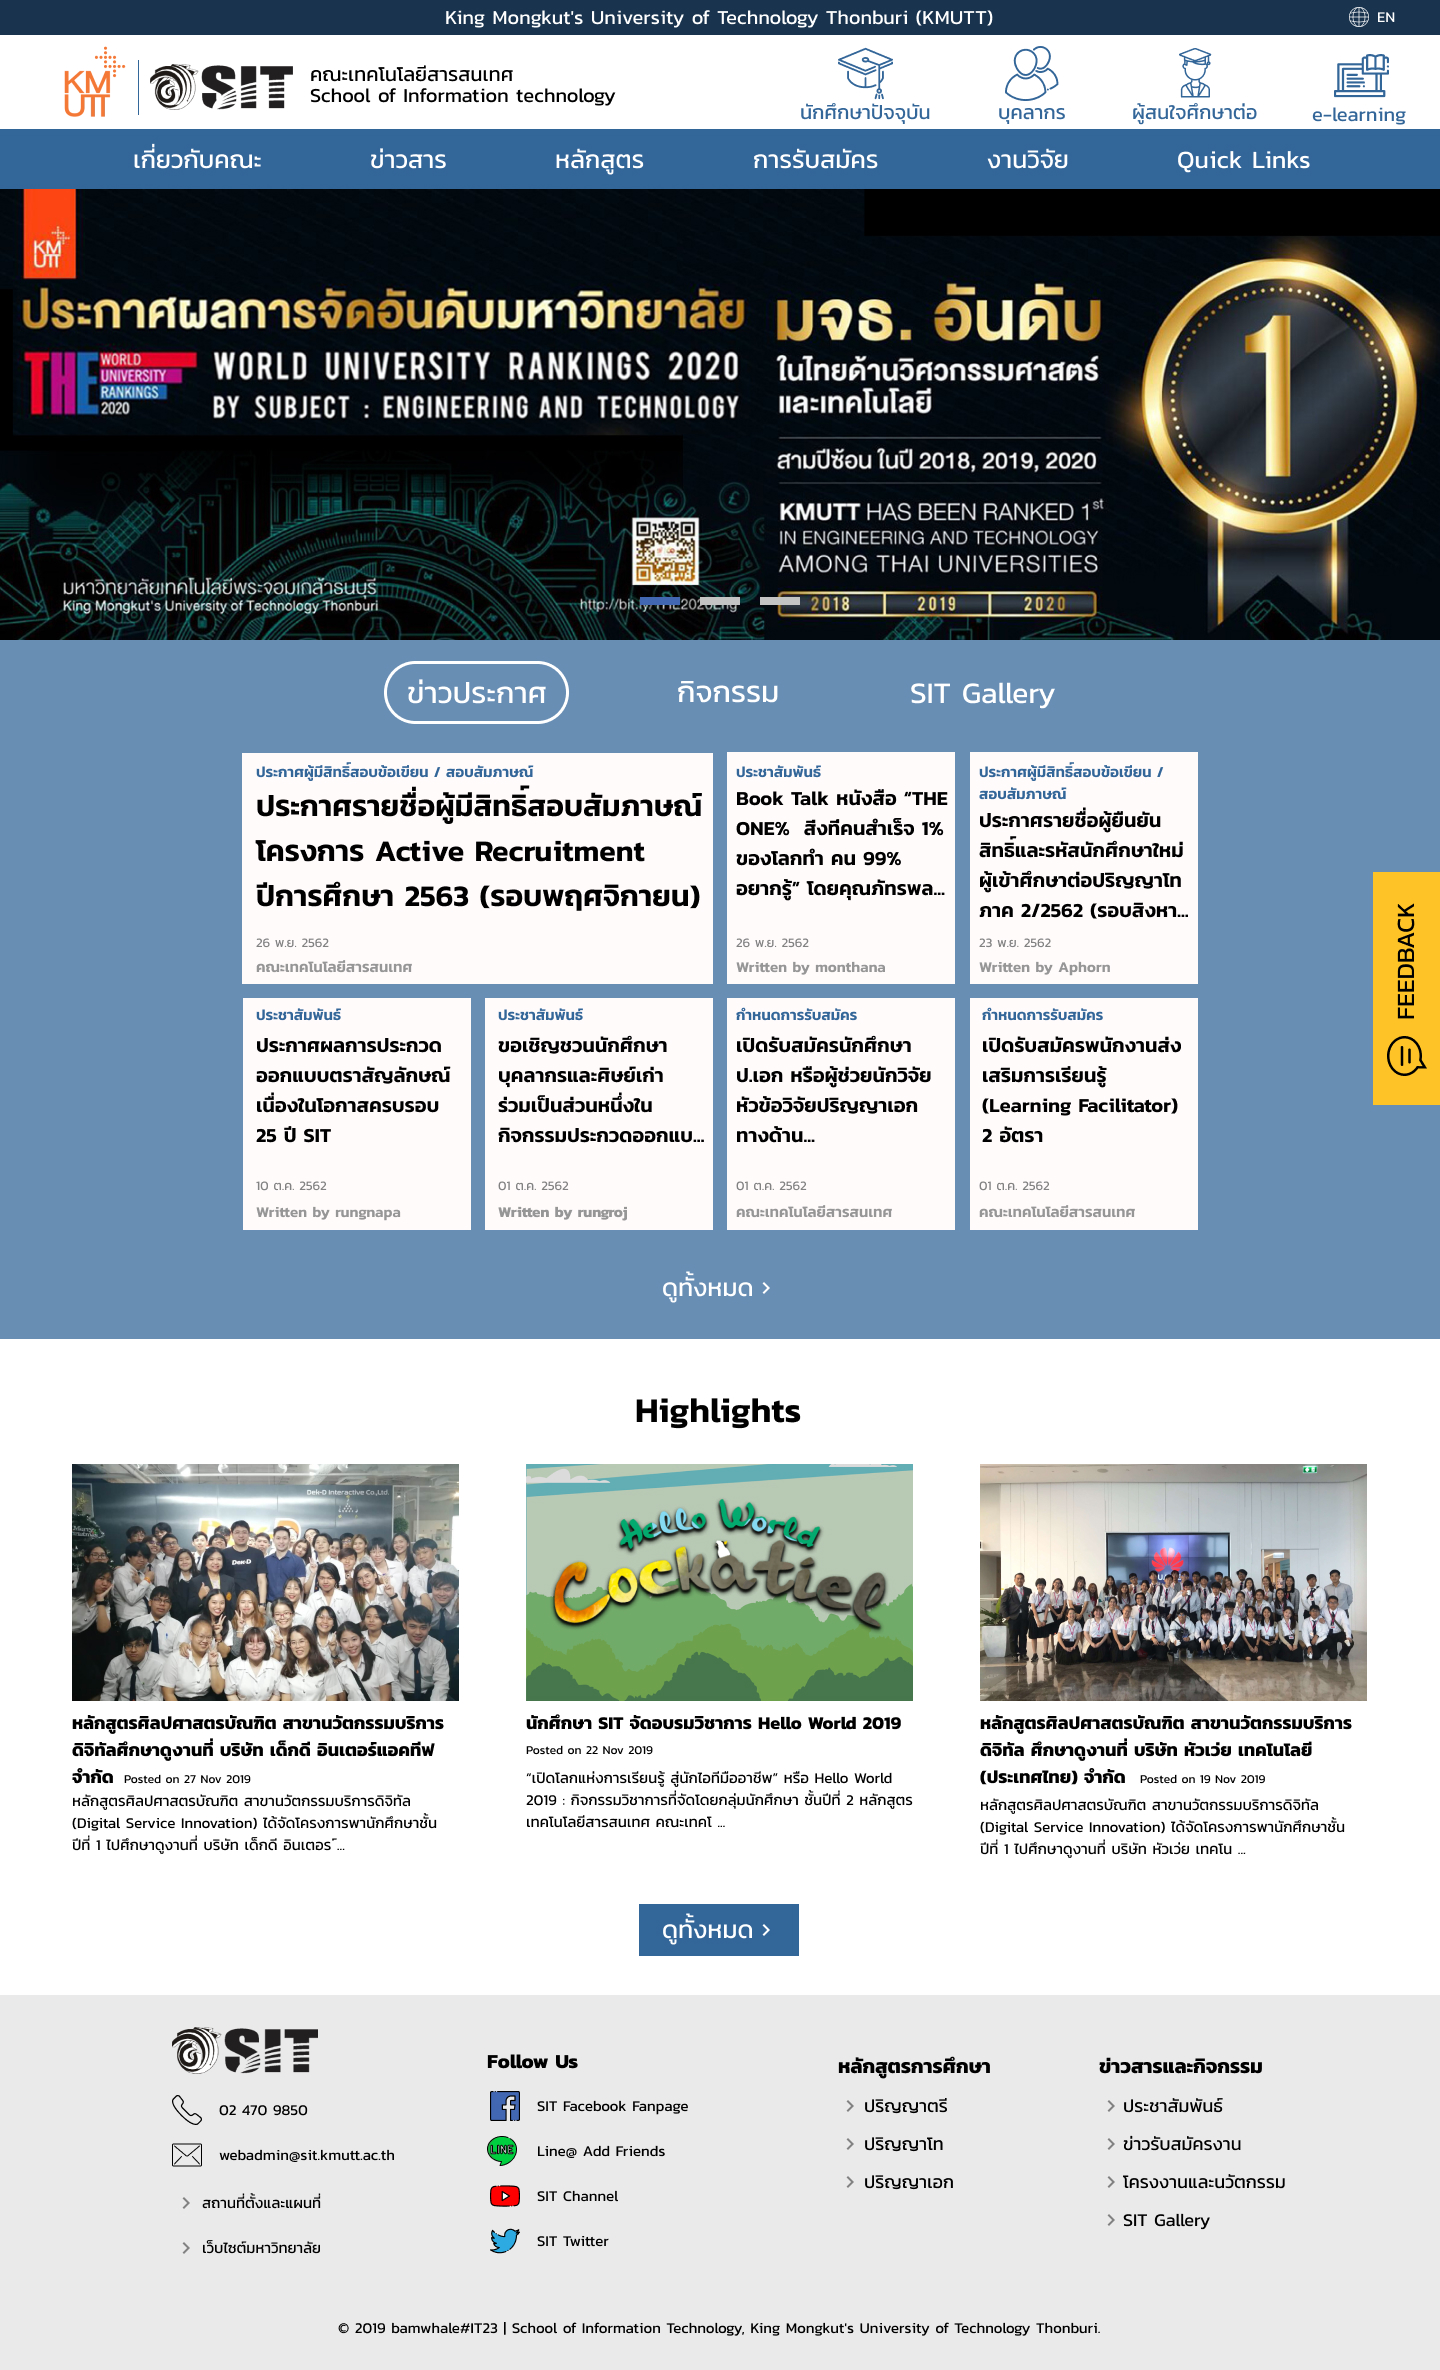 King Mongkut's University of Technology Thonburi (KMUTT)
EN
KM
UTT
SIT
คณะเทคโนโลยีสารสนเทศ
School of Information technology
นักศึกษาปัจจุบัน
บุคลากร
ผู้สนใจศึกษาต่อ
e-learning
เกี่ยวกับคณะ
ข่าวสาร
หลักสูตร
การรับสมัคร
งานวิจัย
Quick Links
KM
UTT
ประกาศผลการจัดอันดับมหาวิทยาลัย
THE WORLD UNIVERSITY RANKINGS 2020
WORLD UNIVERSITY RANKINGS 2020
BY SUBJECT : ENGINEERING AND TECHNOLOGY
มจธ. อันดับ
1
ในไทยด้านวิศวกรรมศาสตร์
และเทคโนโลยี
สามปีซ้อน ในปี 2018, 2019, 2020
KMUTT HAS BEEN RANKED 1st
IN ENGINEERING AND TECHNOLOGY
AMONG THAI UNIVERSITIES
2018 2019 2020
มหาวิทยาลัยเทคโนโลยีพระจอมเกล้าธนบุรี
King Mongkut's University of Technology Thonburi
ข่าวประกาศ
กิจกรรม
SIT Gallery
ประกาศผู้มีสิทธิ์สอบข้อเขียน / สอบสัมภาษณ์
ประกาศรายชื่อผู้มีสิทธิ์สอบสัมภาษณ์
โครงการ Active Recruitment
ปีการศึกษา 2563 (รอบพฤศจิกายน)
26 พ.ย. 2562
คณะเทคโนโลยีสารสนเทศ
ประชาสัมพันธ์
Book Talk หนังสือ “THE
ONE% สิ่งที่คนสำเร็จ 1%
ของโลกทำ คน 99%
อยากรู้” โดยคุณภัทรพล...
26 พ.ย. 2562
Written by monthana
ประกาศผู้มีสิทธิ์สอบข้อเขียน /
สอบสัมภาษณ์
ประกาศรายชื่อผู้ยืนยัน
สิทธิ์และรหัสนักศึกษาใหม่
ผู้เข้าศึกษาต่อปริญญาโท
ภาค 2/2562 (รอบสิงหา...
23 พ.ย. 2562
Written by Aphorn
ประชาสัมพันธ์
ประกาศผลการประกวด
ออกแบบตราสัญลักษณ์
เนื่องในโอกาสครบรอบ
25 ปี SIT
10 ต.ค. 2562
Written by rungnapa
ประชาสัมพันธ์
ขอเชิญชวนนักศึกษา
บุคลากรและศิษย์เก่า
ร่วมเป็นส่วนหนึ่งใน
กิจกรรมประกวดออกแบ...
01 ต.ค. 2562
Written by rungroj
กำหนดการรับสมัคร
เปิดรับสมัครนักศึกษา
ป.เอก หรือผู้ช่วยนักวิจัย
หัวข้อวิจัยปริญญาเอก
ทางด้าน...
01 ต.ค. 2562
คณะเทคโนโลยีสารสนเทศ
กำหนดการรับสมัคร
เปิดรับสมัครพนักงานส่ง
เสริมการเรียนรู้
(Learning Facilitator)
2 อัตรา
01 ต.ค. 2562
คณะเทคโนโลยีสารสนเทศ
FEEDBACK
ดูทั้งหมด ›
Highlights
Dek-D Interactive Co.,Ltd.
DEK-D
Hello World
Cockatiel
หลักสูตรศิลปศาสตรบัณฑิต สาขานวัตกรรมบริการ
ดิจิทัลศึกษาดูงานที่ บริษัท เด็กดี อินเตอร์แอคทีฟ
จำกัด Posted on 27 Nov 2019
หลักสูตรศิลปศาสตรบัณฑิต สาขานวัตกรรมบริการดิจิทัล
(Digital Service Innovation) ได้จัดโครงการพานักศึกษาชั้น
ปีที่ 1 ไปศึกษาดูงานที่ บริษัท เด็กดี อินเตอร ์...
นักศึกษา SIT จัดอบรมวิชาการ Hello World 2019
Posted on 22 Nov 2019
“เปิดโลกแห่งการเรียนรู้ สู่นักไอทีมืออาชีพ” หรือ Hello World
2019 : กิจกรรมวิชาการที่จัดโดยกลุ่มนักศึกษา ชั้นปีที่ 2 หลักสูตร
เทคโนโลยีสารสนเทศ คณะเทคโ ...
หลักสูตรศิลปศาสตรบัณฑิต สาขานวัตกรรมบริการ
ดิจิทัล ศึกษาดูงานที่ บริษัท หัวเว่ย เทคโนโลยี
(ประเทศไทย) จำกัด Posted on 19 Nov 2019
หลักสูตรศิลปศาสตรบัณฑิต สาขานวัตกรรมบริการดิจิทัล
(Digital Service Innovation) ได้จัดโครงการพานักศึกษาชั้น
ปีที่ 1 ไปศึกษาดูงานที่ บริษัท หัวเว่ย เทคโน ...
ดูทั้งหมด ›
SIT
02 470 9850
webadmin@sit.kmutt.ac.th
สถานที่ตั้งและแผนที่
เว็บไซต์มหาวิทยาลัย
Follow Us
SIT Facebook Fanpage
LINE
Line@ Add Friends
SIT Channel
SIT Twitter
หลักสูตรการศึกษา
ปริญญาตรี
ปริญญาโท
ปริญญาเอก
ข่าวสารและกิจกรรม
ประชาสัมพันธ์
ข่าวรับสมัครงาน
โครงงานและนวัตกรรม
SIT Gallery
© 2019 bamwhale#IT23 | School of Information Technology, King Mongkut's University of Technology Thonburi.